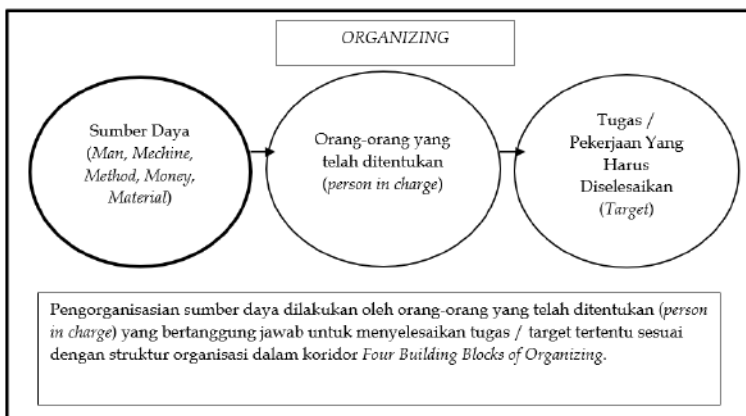 ORGANIZING
Sumber Daya
(Man, Mechine,
Method, Money,
Material)
Orang-orang yang
telah ditentukan
(person in charge)
Tugas /
Pekerjaan Yang
Harus
Diselesaikan
(Target)
Pengorganisasian sumber daya dilakukan oleh orang-orang yang telah ditentukan (person
in charge) yang bertanggung jawab untuk menyelesaikan tugas / target tertentu sesuai
dengan struktur organisasi dalam koridor Four Building Blocks of Organizing.